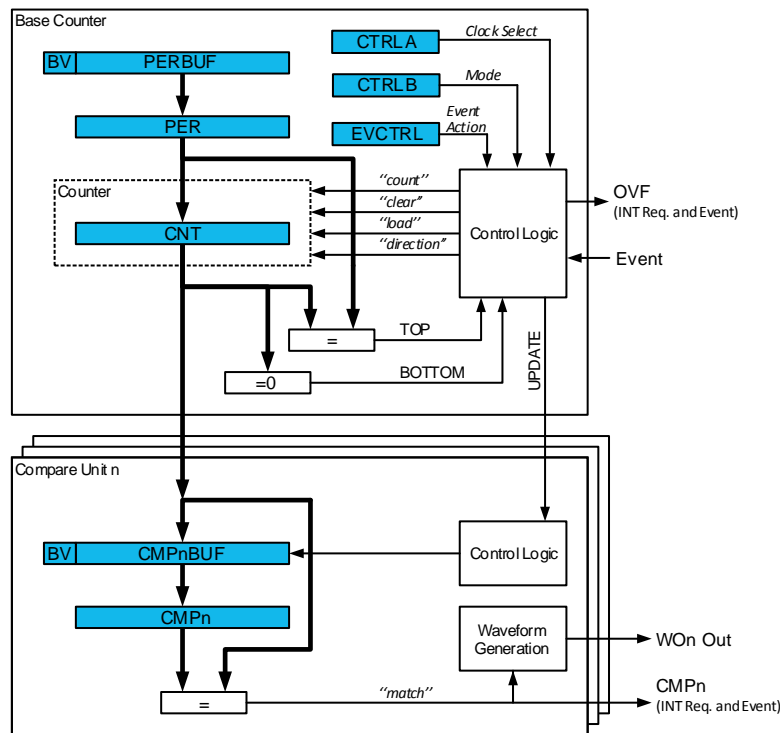 Base Counter
CTRLA
Clock Select
BV
PERBUF
CTRLB
Mode
PER
EVCTRL
Event
Action
Counter
CNT
“count”
“clear”
“load”
“direction”
Control Logic
OVF
(INT Req. and Event)
Event
=
TOP
=0
BOTTOM
UPDATE
Compare Unit n
BV
CMPnBUF
Control Logic
CMPn
Waveform
Generation
WOn Out
=
“match”
CMPn
(INT Req. and Event)